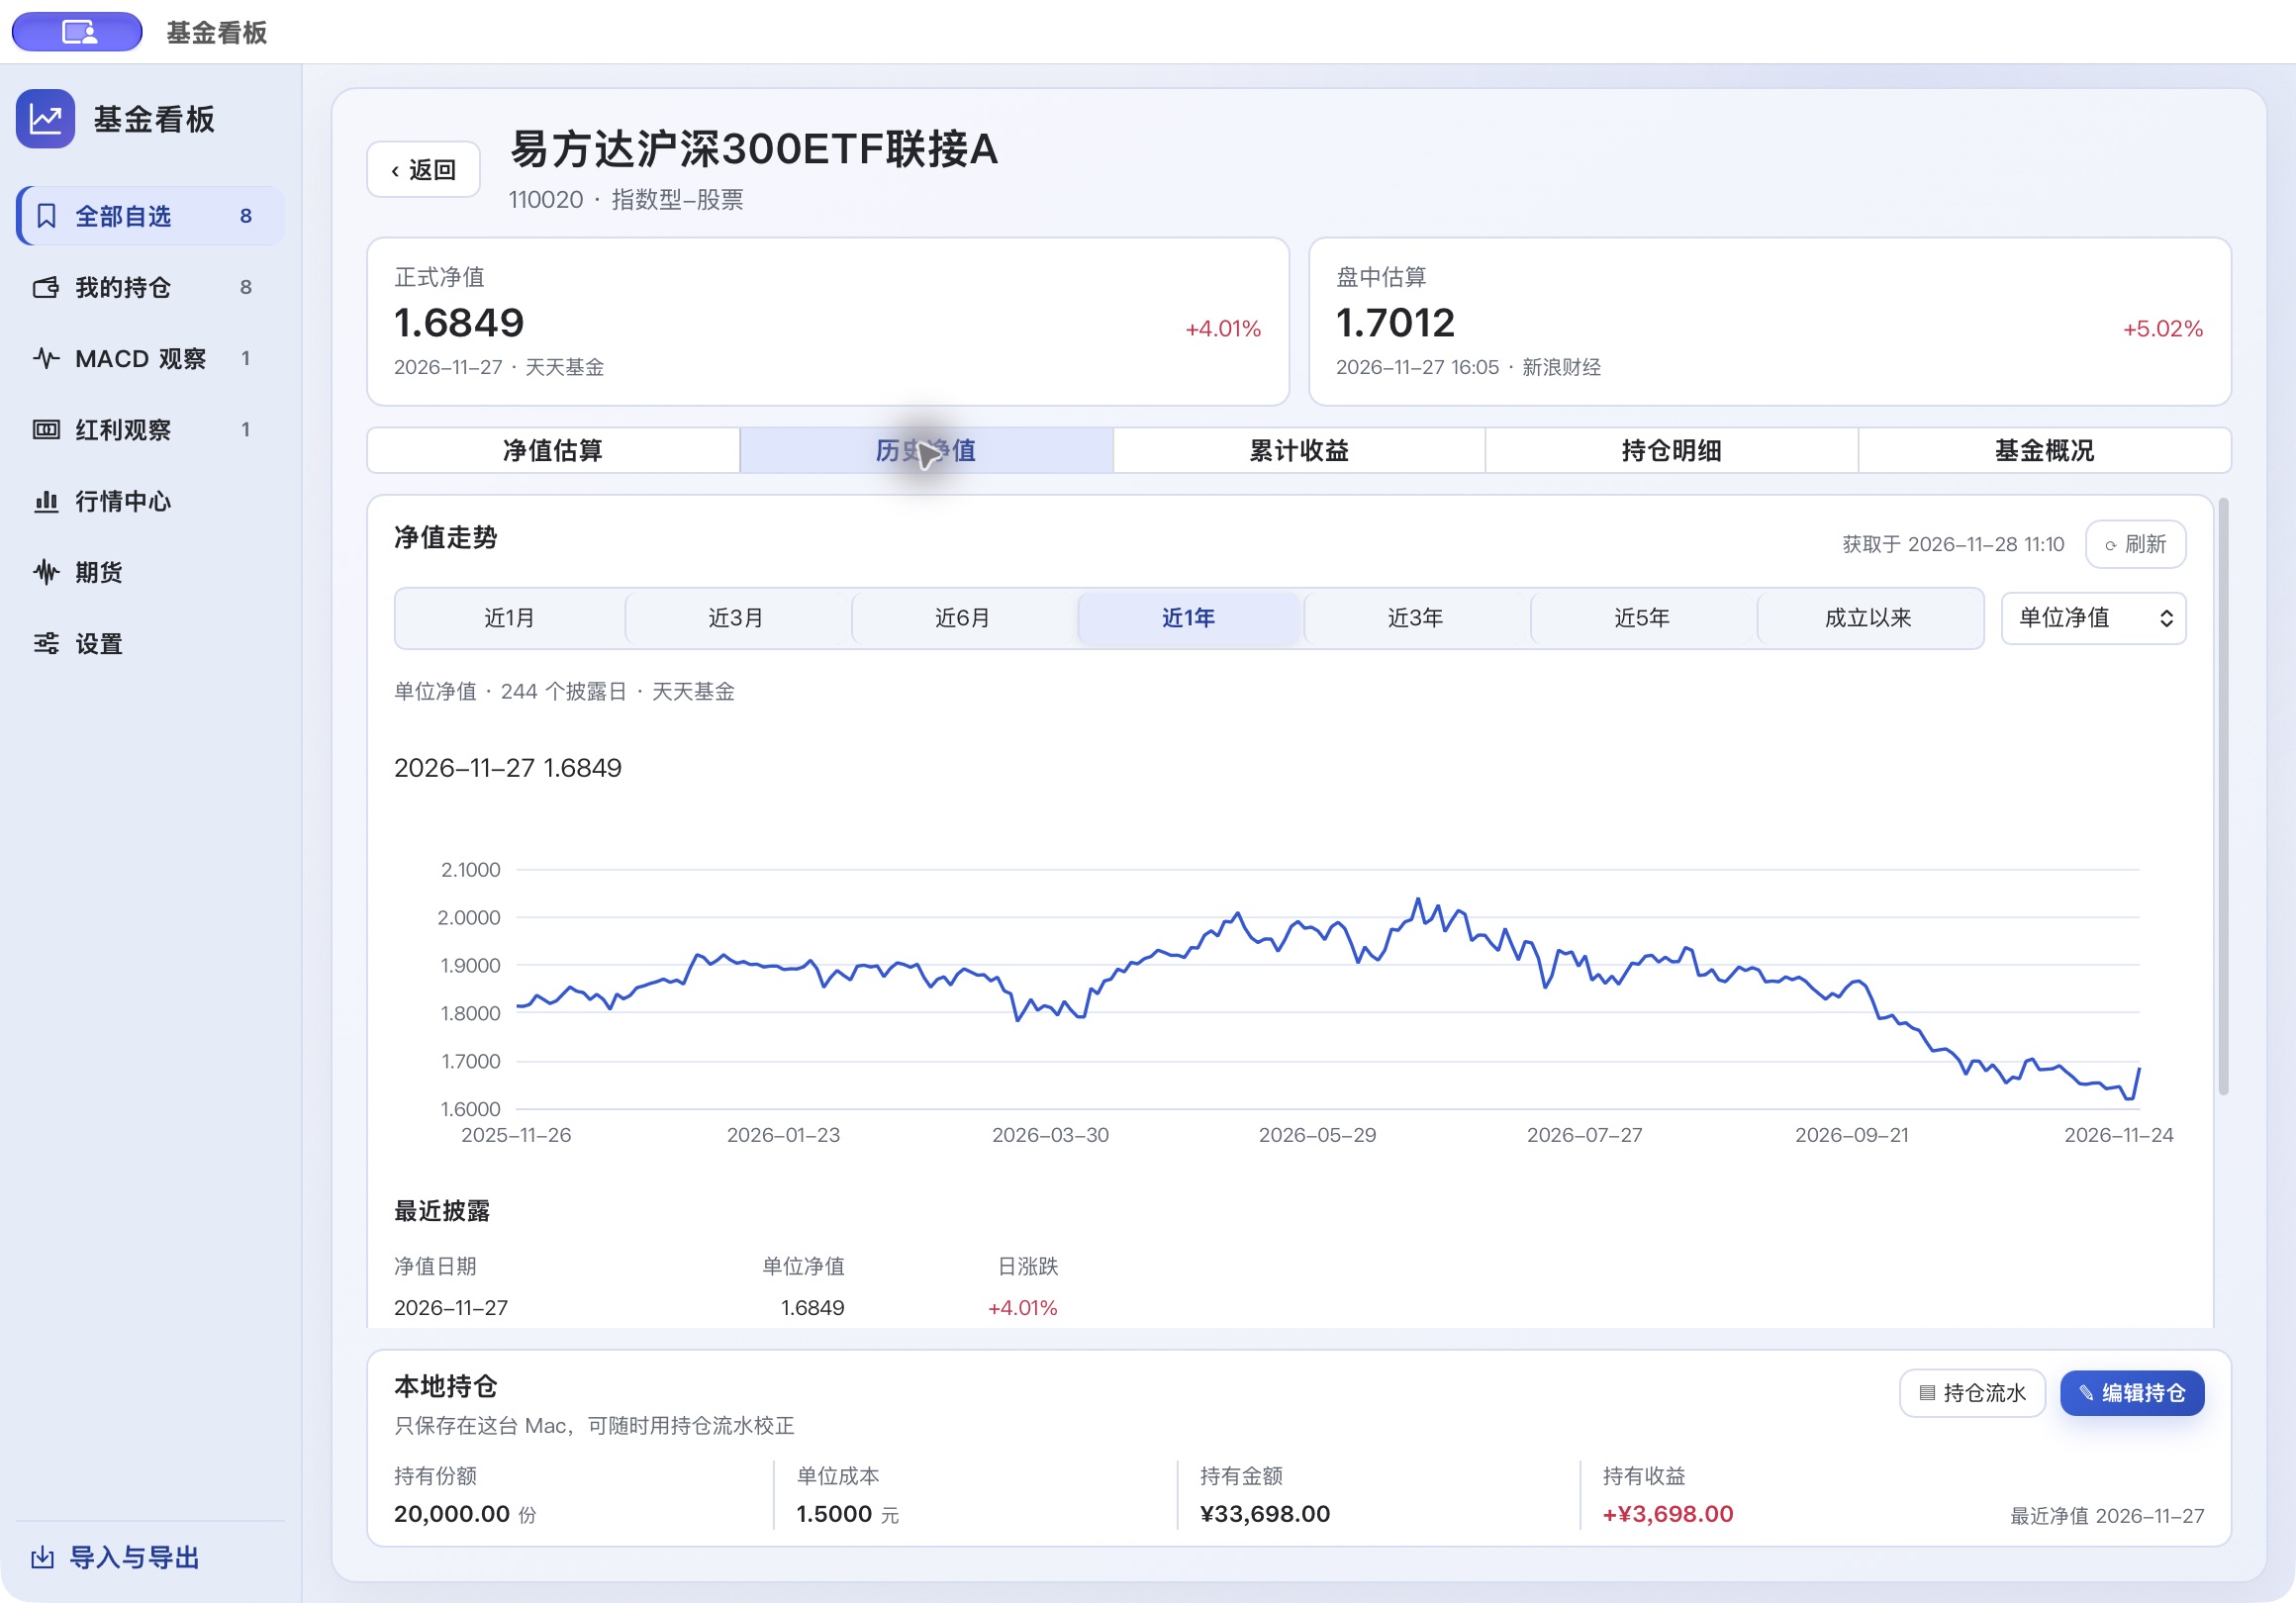 基金看板
基金看板
全部自选 8
我的持仓 8
MACD 观察 1
红利观察 1
行情中心
期货
设置
导入与导出
‹ 返回
易方达沪深300ETF联接A
110020 · 指数型-股票
正式净值
1.6849 +4.01%
2026-11-27 · 天天基金
盘中估算
1.7012 +5.02%
2026-11-27 16:05 · 新浪财经
净值估算 历史净值 累计收益 持仓明细 基金概况
净值走势 获取于 2026-11-28 11:10 刷新
近1月 近3月 近6月 近1年 近3年 近5年 成立以来 单位净值
单位净值 · 244 个披露日 · 天天基金
2026-11-27 1.6849
2.1000
2.0000
1.9000
1.8000
1.7000
1.6000
2025-11-26 2026-01-23 2026-03-30 2026-05-29 2026-07-27 2026-09-21 2026-11-24
最近披露
净值日期 单位净值 日涨跌
2026-11-27 1.6849 +4.01%
本地持仓 持仓流水 编辑持仓
只保存在这台 Mac，可随时用持仓流水校正
持有份额 单位成本 持有金额 持有收益
20,000.00 份 1.5000 元 ¥33,698.00 +¥3,698.00 最近净值 2026-11-27